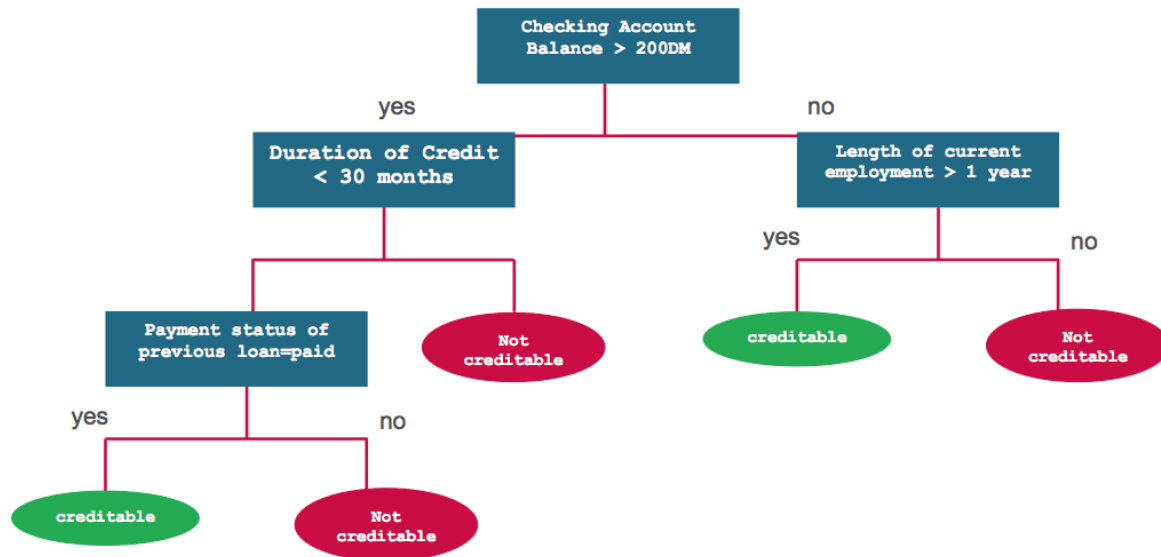 Checking Account
Balance > 200DM
yes
no
Duration of Credit
< 30 months
Length of current
employment > 1 year
yes
no
Payment status of
previous loan=paid
Not
creditable
creditable
Not
creditable
yes
no
creditable
Not
creditable